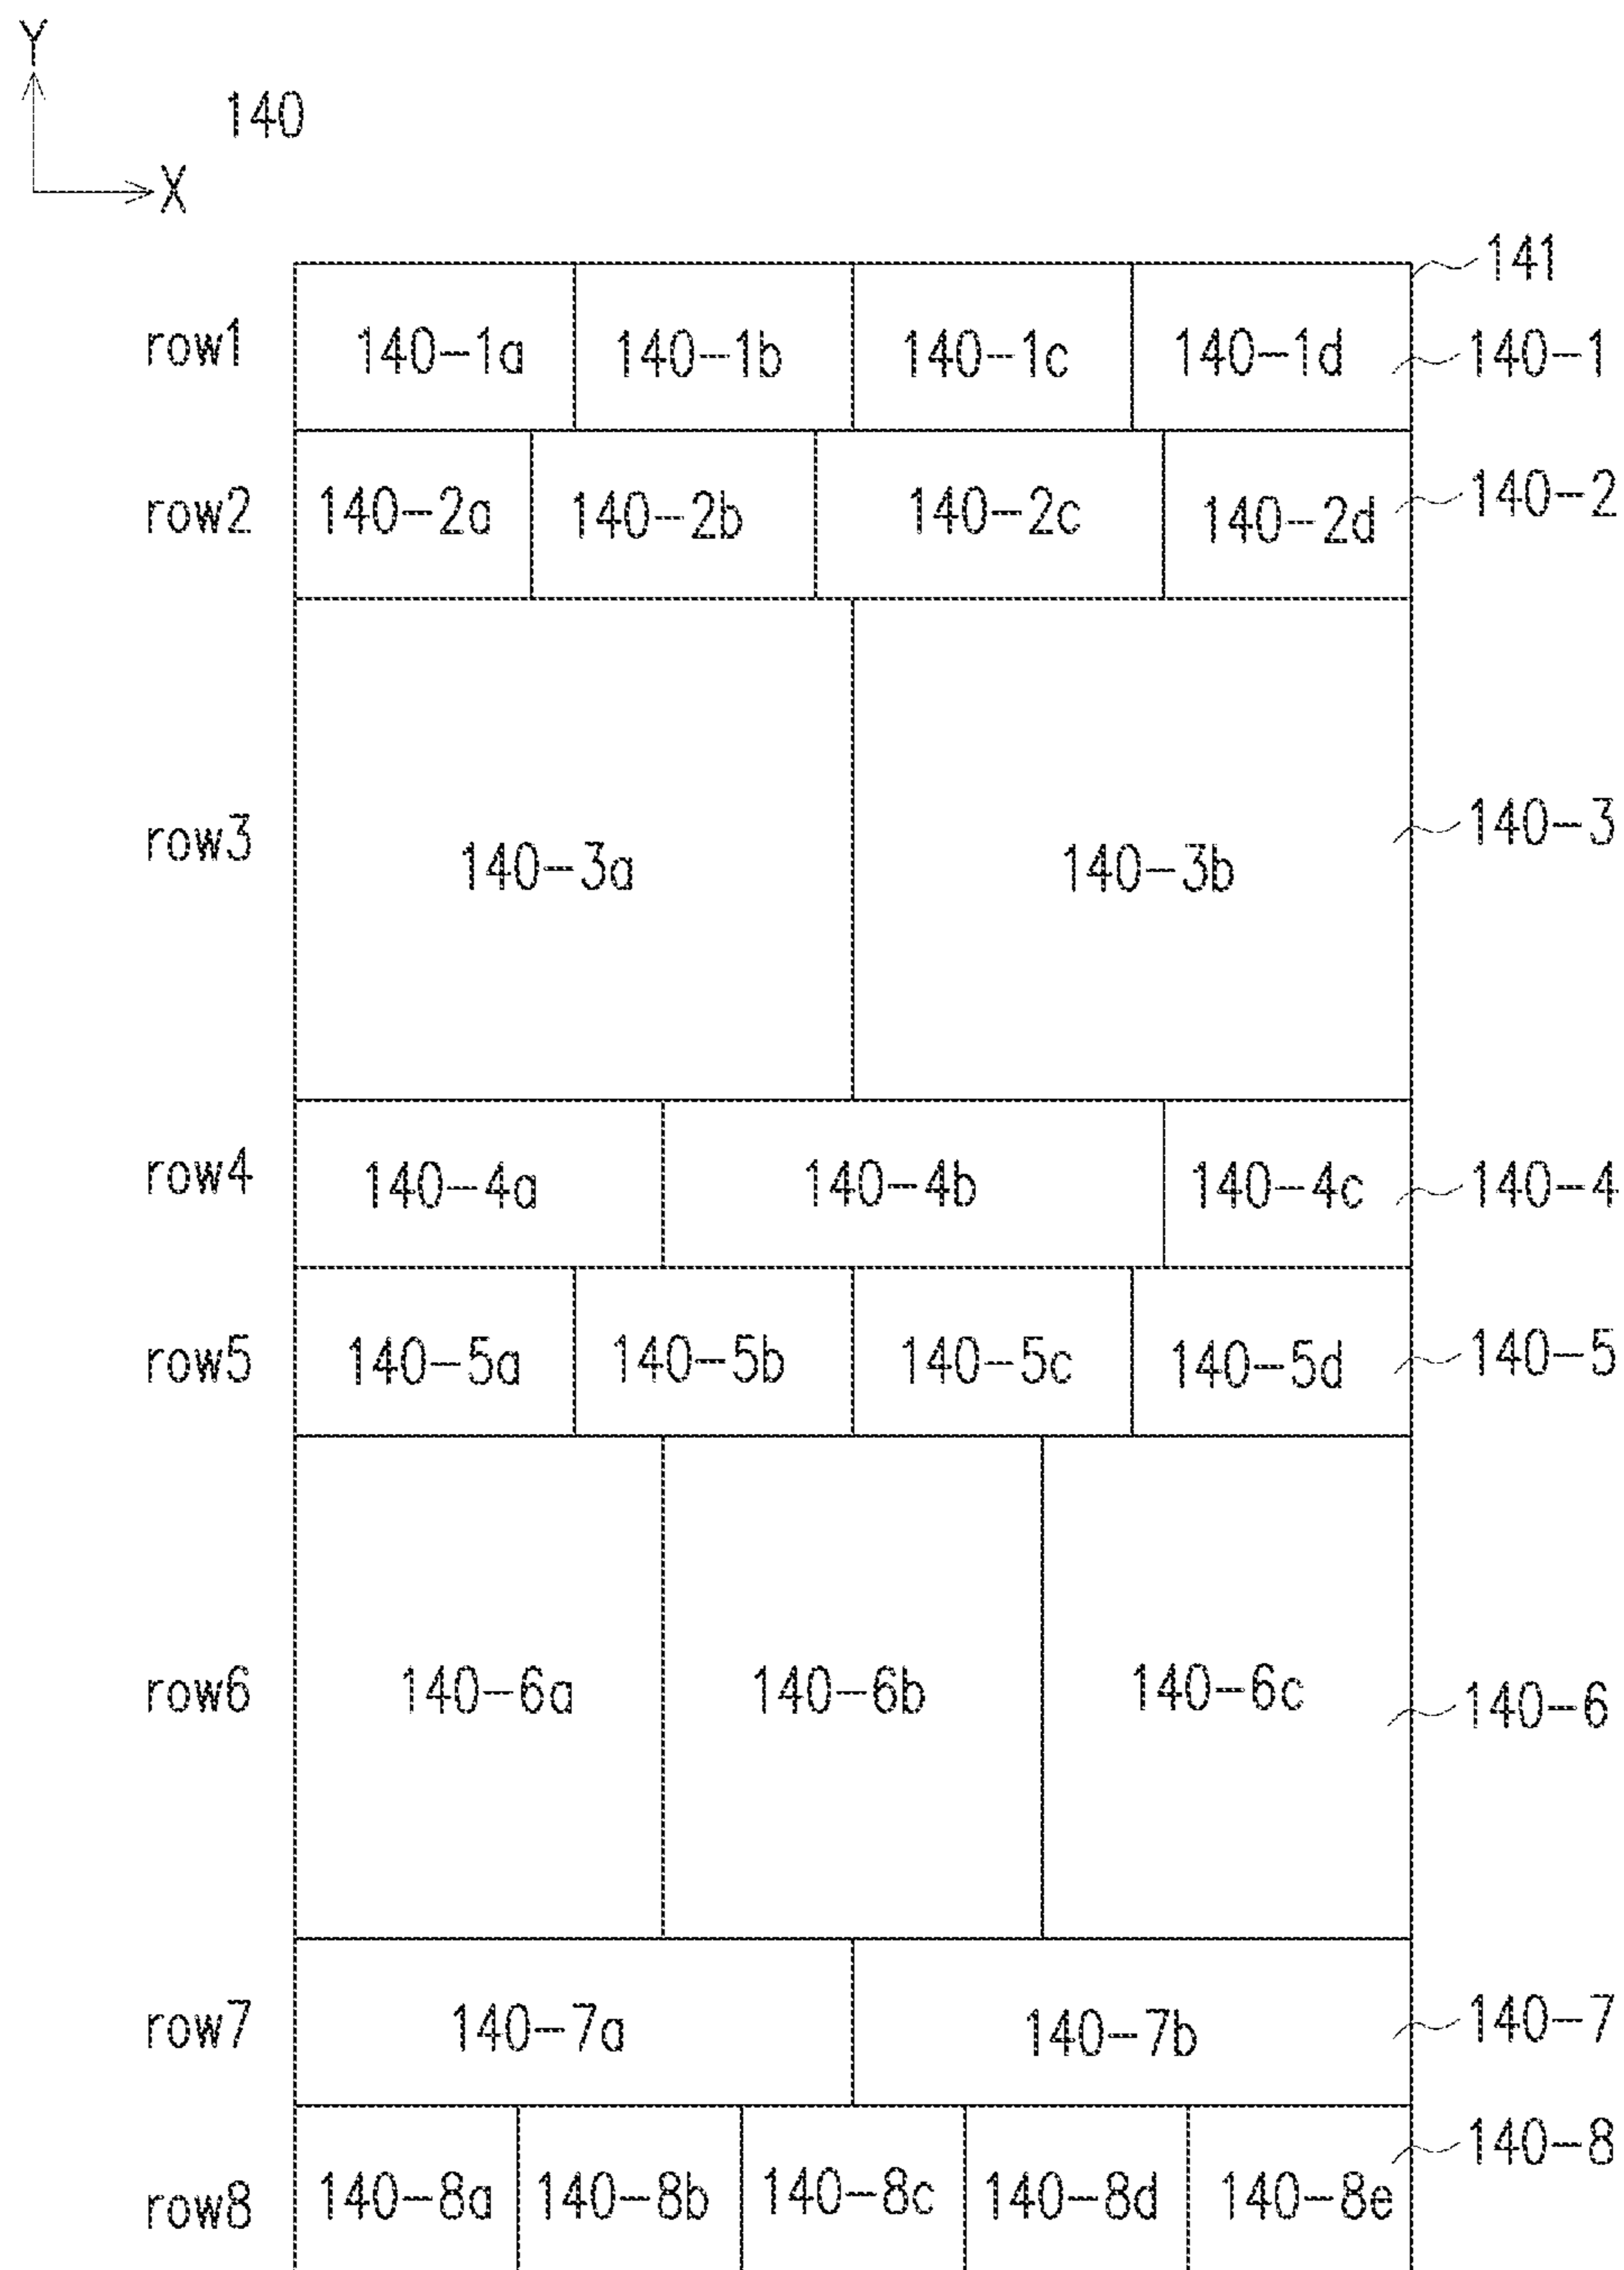 Y
140
X
141
row1 140-1a 140-1b 140-1c 140-1d 140-1
row2 140-2a 140-2b 140-2c 140-2d 140-2
row3 140-3a 140-3b 140-3
row4 140-4a 140-4b 140-4c 140-4
row5 140-5a 140-5b 140-5c 140-5d 140-5
row6 140-6a 140-6b 140-6c 140-6
row7 140-7a 140-7b 140-7
row8 140-8a 140-8b 140-8c 140-8d 140-8e 140-8